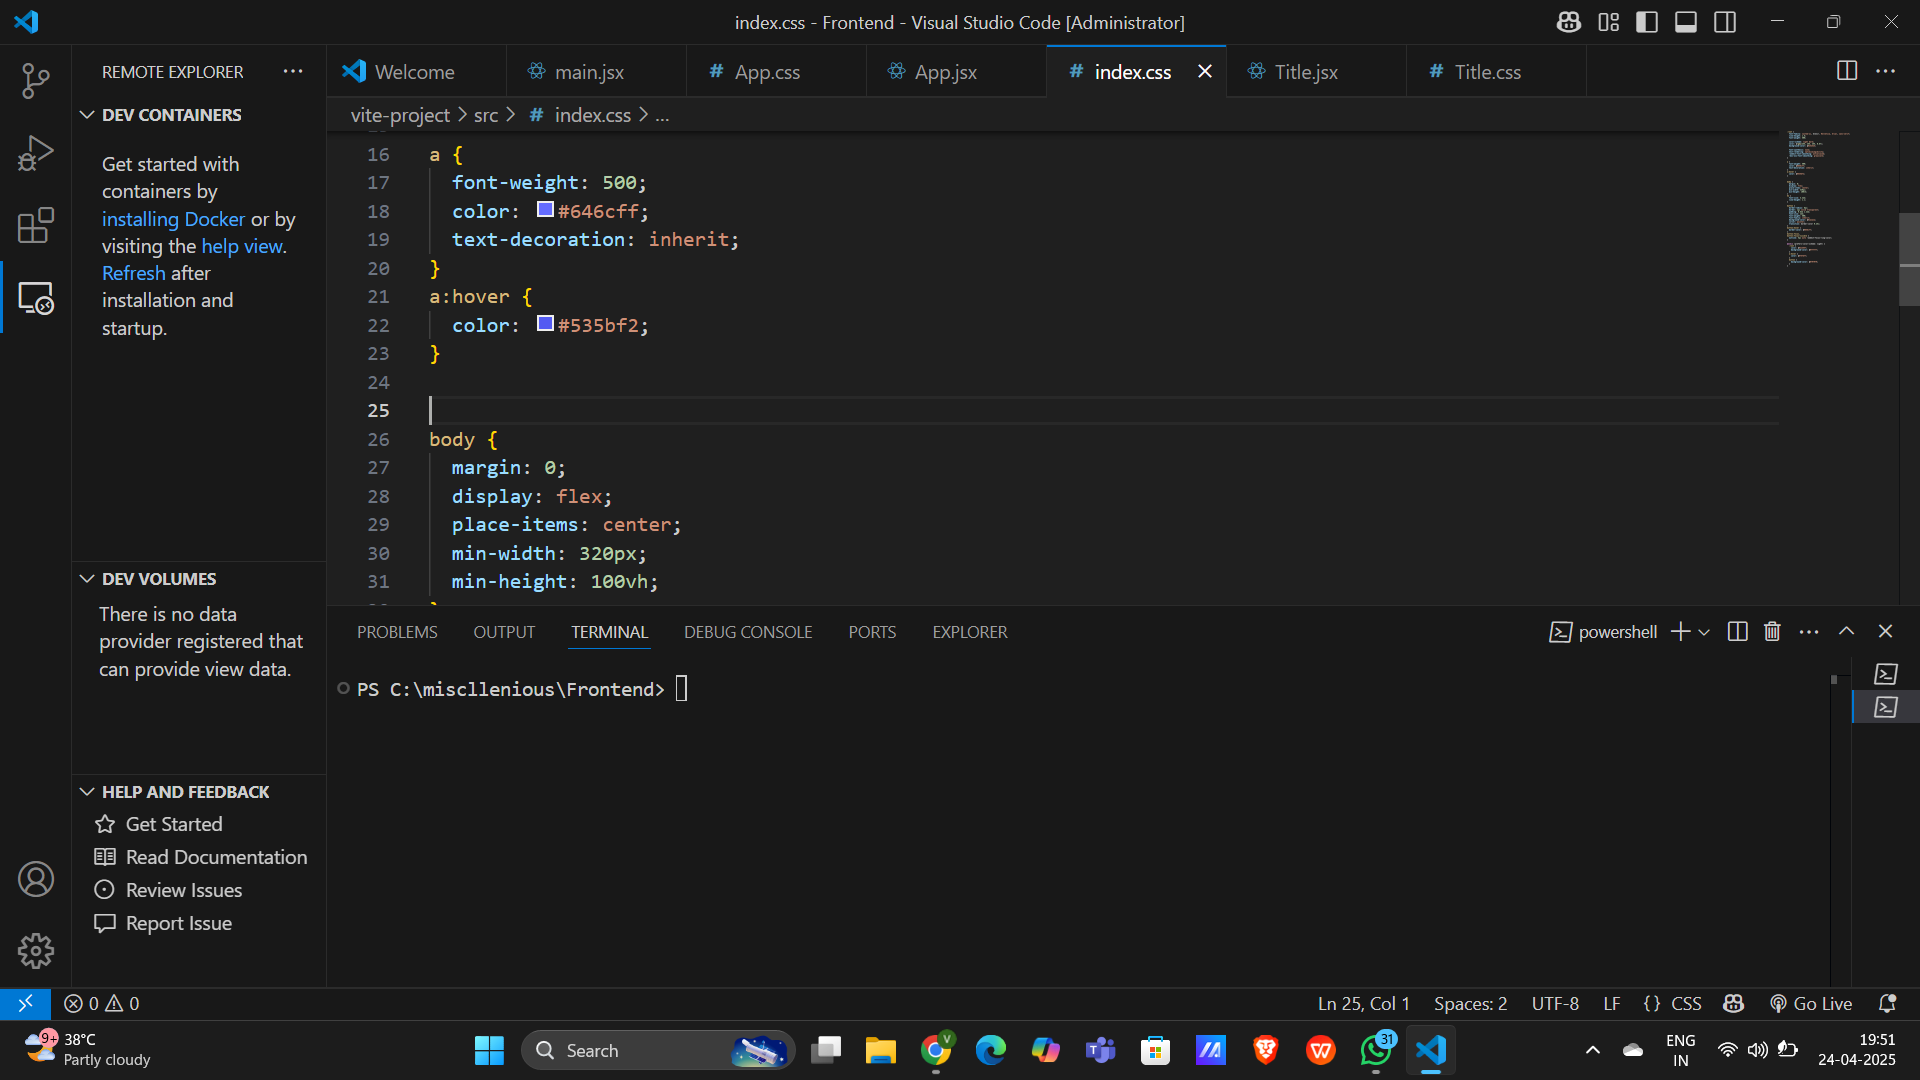 index.css - Frontend - Visual Studio Code [Administrator]
REMOTE EXPLORER
Welcome
main.jsx
# App.css
App.jsx
# index.css
Title.jsx
# Title.css
DEV CONTAINERS
Get started with
containers by
installing Docker or by
visiting the help view.
Refresh after
installation and
startup.
DEV VOLUMES
There is no data
provider registered that
can provide view data.
HELP AND FEEDBACK
Get Started
Read Documentation
Review Issues
Report Issue
vite-project > src > # index.css > ...
16 a {
17 font-weight: 500;
18 color: #646cff;
19 text-decoration: inherit;
20 }
21 a:hover {
22 color: #535bf2;
23 }
24
25
26 body {
27 margin: 0;
28 display: flex;
29 place-items: center;
30 min-width: 320px;
31 min-height: 100vh;
PROBLEMS OUTPUT TERMINAL DEBUG CONSOLE PORTS EXPLORER
powershell
PS C:\miscllenious\Frontend>
0 0
Ln 25, Col 1 Spaces: 2 UTF-8 LF {} CSS Go Live
9+
38°C
Partly cloudy
Search
V
31
ENG
IN
19:51
24-04-2025